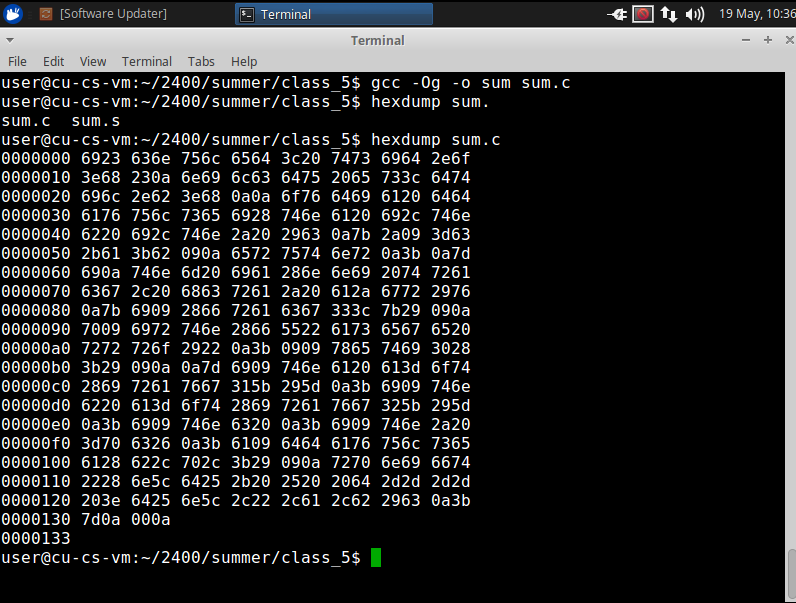 [Software Updater]
Terminal
19 May, 10:36
Terminal
File Edit View Terminal Tabs Help
user@cu-cs-vm:~/2400/summer/class_5$ gcc -Og -o sum sum.c
user@cu-cs-vm:~/2400/summer/class_5$ hexdump sum.
sum.c  sum.s
user@cu-cs-vm:~/2400/summer/class_5$ hexdump sum.c
0000000 6923 636e 756c 6564 3c20 7473 6964 2e6f
0000010 3e68 230a 6e69 6c63 6475 2065 733c 6474
0000020 696c 2e62 3e68 0a0a 6f76 6469 6120 6464
0000030 6176 756c 7365 6928 746e 6120 692c 746e
0000040 6220 692c 746e 2a20 2963 0a7b 2a09 3d63
0000050 2b61 3b62 090a 6572 7574 6e72 0a3b 0a7d
0000060 690a 746e 6d20 6961 286e 6e69 2074 7261
0000070 6367 2c20 6863 7261 2a20 612a 6772 2976
0000080 0a7b 6909 2866 7261 6367 333c 7b29 090a
0000090 7009 6972 746e 2866 5522 6173 6567 6520
00000a0 7272 726f 2922 0a3b 0909 7865 7469 3028
00000b0 3b29 090a 0a7d 6909 746e 6120 613d 6f74
00000c0 2869 7261 7667 315b 295d 0a3b 6909 746e
00000d0 6220 613d 6f74 2869 7261 7667 325b 295d
00000e0 0a3b 6909 746e 6320 0a3b 6909 746e 2a20
00000f0 3d70 6326 0a3b 6109 6464 6176 756c 7365
0000100 6128 622c 702c 3b29 090a 7270 6e69 6674
0000110 2228 6e5c 6425 2b20 2520 2064 2d2d 2d2d
0000120 203e 6425 6e5c 2c22 2c61 2c62 2963 0a3b
0000130 7d0a 000a
0000133
user@cu-cs-vm:~/2400/summer/class_5$